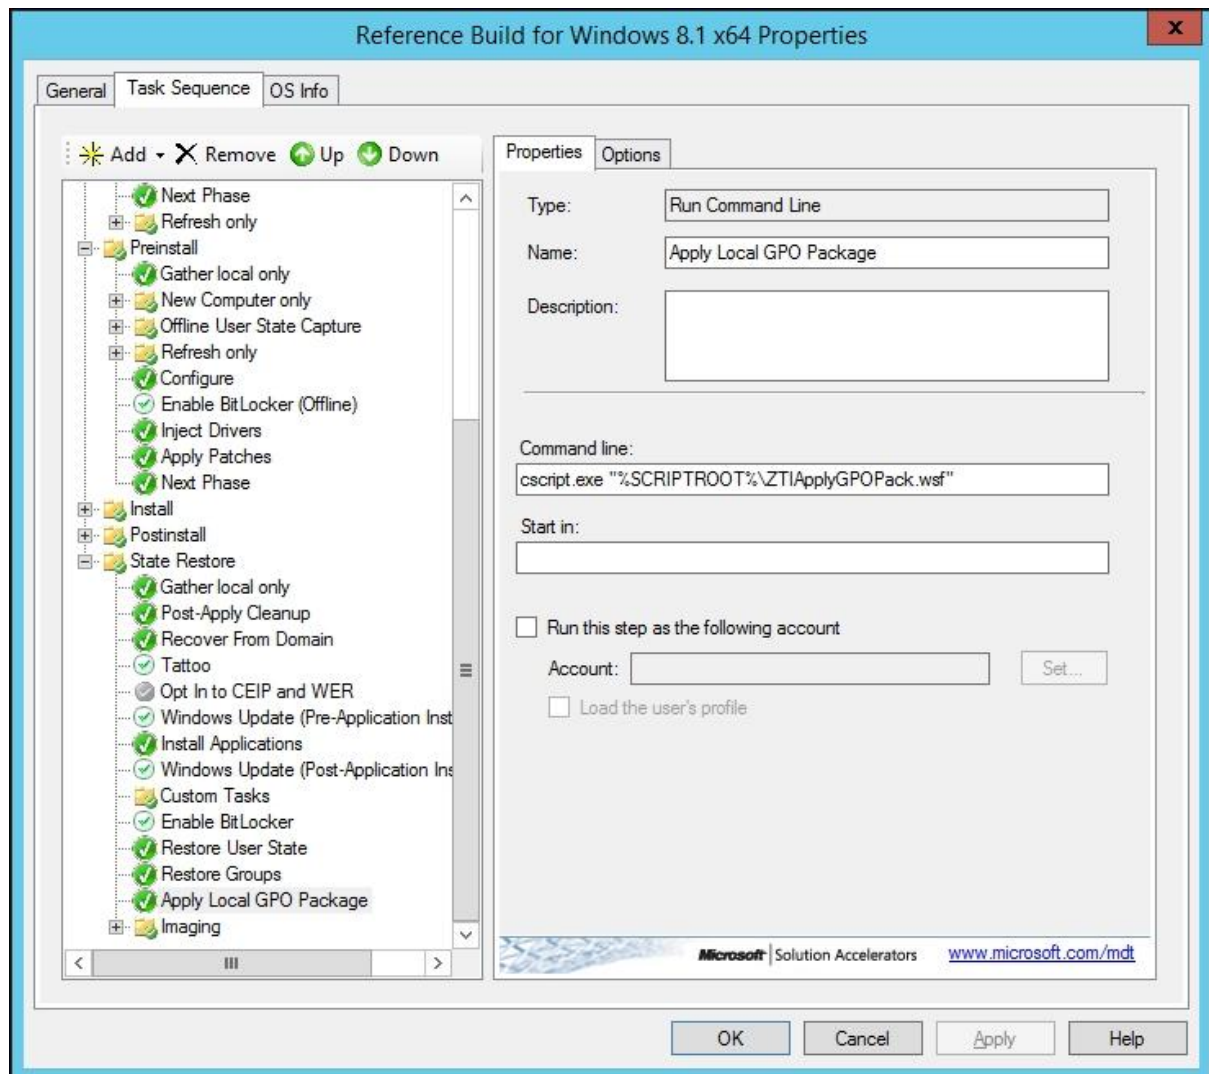 Reference Build for Windows 8.1 x64 Properties
x
General
Task Sequence
OS Info
Add
Remove
Up
Down
Next Phase
Refresh only
Preinstall
Gather local only
New Computer only
Offline User State Capture
Refresh only
Configure
Enable BitLocker (Offline)
Inject Drivers
Apply Patches
Next Phase
Install
Postinstall
State Restore
Gather local only
Post-Apply Cleanup
Recover From Domain
Tattoo
Opt In to CEIP and WER
Windows Update (Pre-Application Inst
Install Applications
Windows Update (Post-Application Ins
Custom Tasks
Enable BitLocker
Restore User State
Restore Groups
Apply Local GPO Package
Imaging
Properties
Options
Type:
Run Command Line
Name:
Apply Local GPO Package
Description:
Command line:
cscript.exe "%SCRIPTROOT%\ZTIApplyGPOPack.wsf"
Start in:
Run this step as the following account
Account:
Set...
Load the user's profile
Microsoft Solution Accelerators
www.microsoft.com/mdt
OK
Cancel
Apply
Help